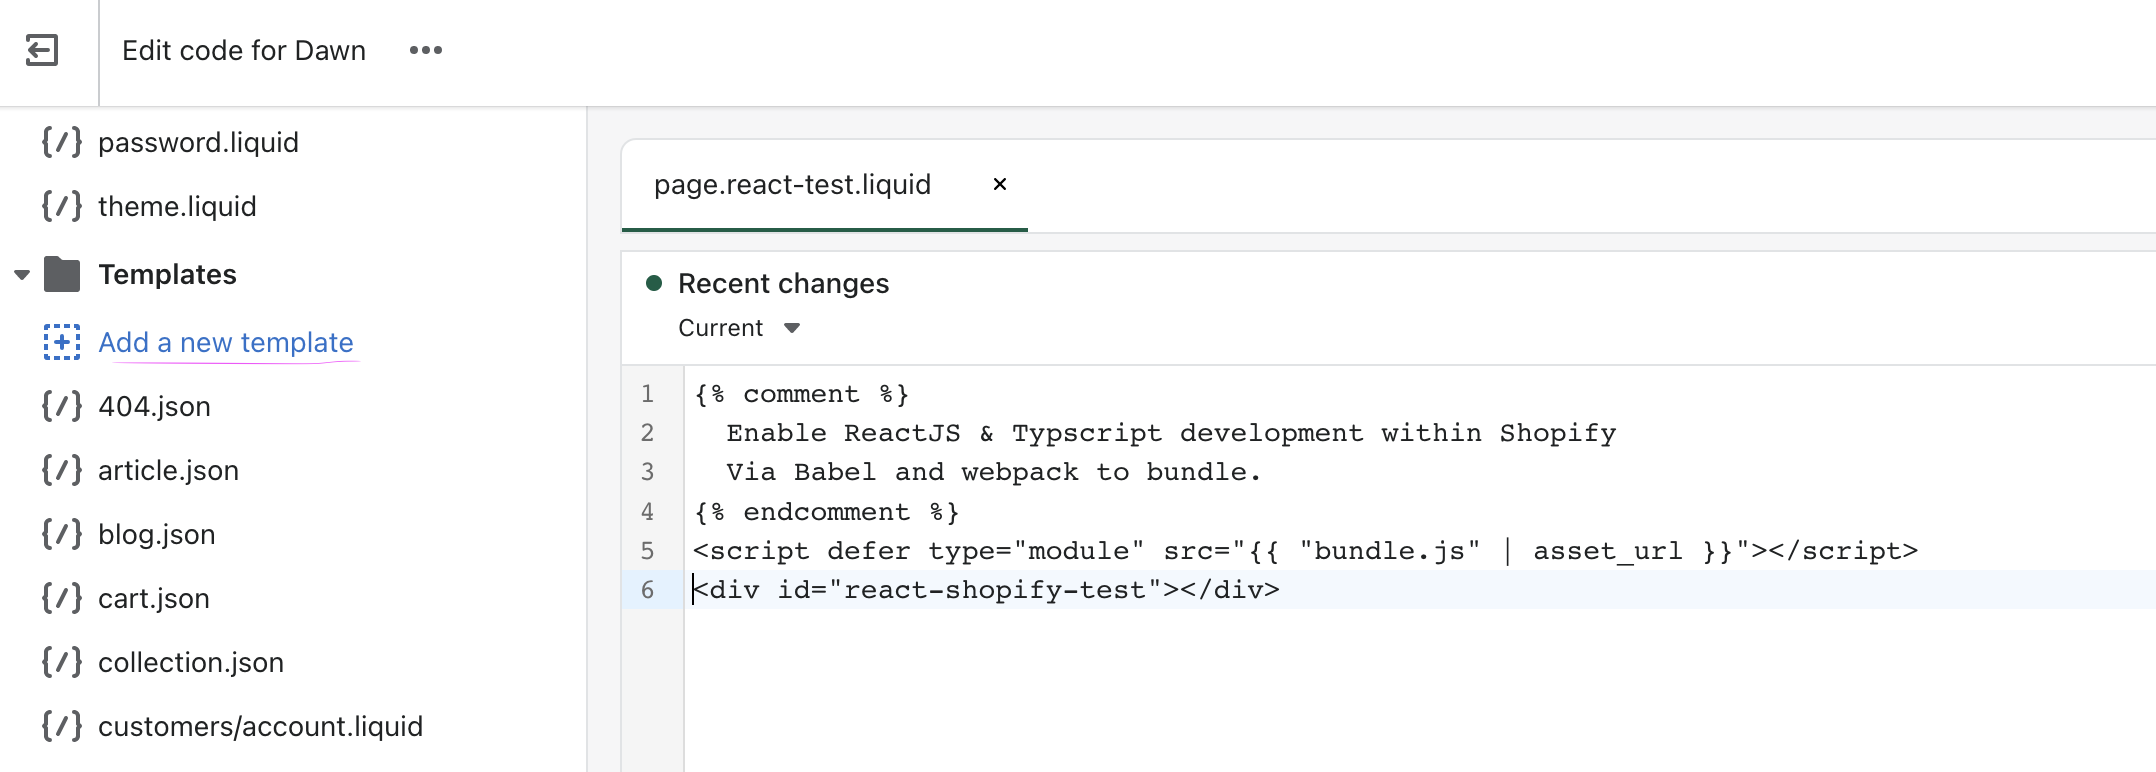 Edit code for Dawn
password.liquid
theme.liquid
Templates
Add a new template
404.json
article.json
blog.json
cart.json
collection.json
customers/account.liquid
page.react-test.liquid
Recent changes
Current
1 {% comment %}
2   Enable ReactJS & Typscript development within Shopify
3   Via Babel and webpack to bundle.
4 {% endcomment %}
5 <script defer type="module" src="{{ "bundle.js" | asset_url }}"></script>
6 <div id="react-shopify-test"></div>